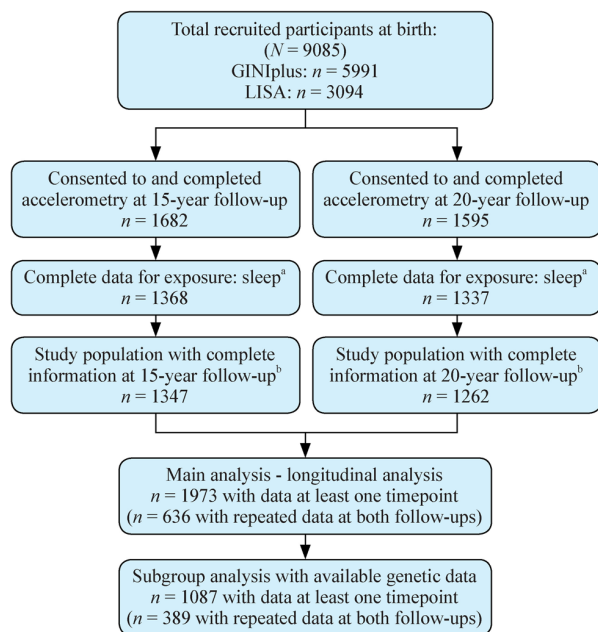 Total recruited participants at birth:
(N = 9085)
GINIplus: n = 5991
LISA: n = 3094
Consented to and completed
accelerometry at 15-year follow-up
n = 1682
Consented to and completed
accelerometry at 20-year follow-up
n = 1595
Complete data for exposure: sleepᵃ
n = 1368
Complete data for exposure: sleepᵃ
n = 1337
Study population with complete
information at 15-year follow-upᵇ
n = 1347
Study population with complete
information at 20-year follow-upᵇ
n = 1262
Main analysis - longitudinal analysis
n = 1973 with data at least one timepoint
(n = 636 with repeated data at both follow-ups)
Subgroup analysis with available genetic data
n = 1087 with data at least one timepoint
(n = 389 with repeated data at both follow-ups)